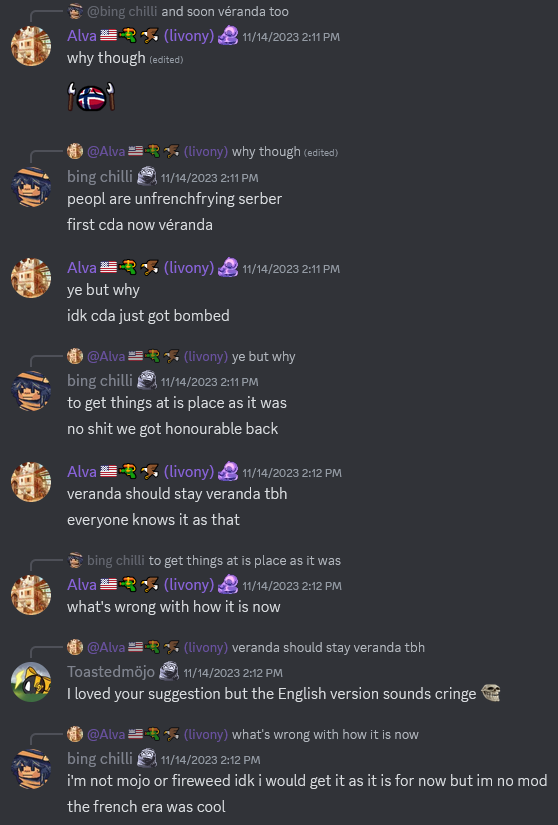 @bing chilli and soon véranda too
Alva (livony) 11/14/2023 2:11 PM
why though (edited)
@Alva (livony) why though (edited)
bing chilli 11/14/2023 2:11 PM
peopl are unfrenchfrying serber
first cda now véranda
Alva (livony) 11/14/2023 2:11 PM
ye but why
idk cda just got bombed
@Alva (livony) ye but why
bing chilli 11/14/2023 2:11 PM
to get things at is place as it was
no shit we got honourable back
Alva (livony) 11/14/2023 2:12 PM
veranda should stay veranda tbh
everyone knows it as that
bing chilli to get things at is place as it was
Alva (livony) 11/14/2023 2:12 PM
what's wrong with how it is now
@Alva (livony) veranda should stay veranda tbh
Toastedmöjo 11/14/2023 2:12 PM
I loved your suggestion but the English version sounds cringe
@Alva (livony) what's wrong with how it is now
bing chilli 11/14/2023 2:12 PM
i'm not mojo or fireweed idk i would get it as it is for now but im no mod
the french era was cool